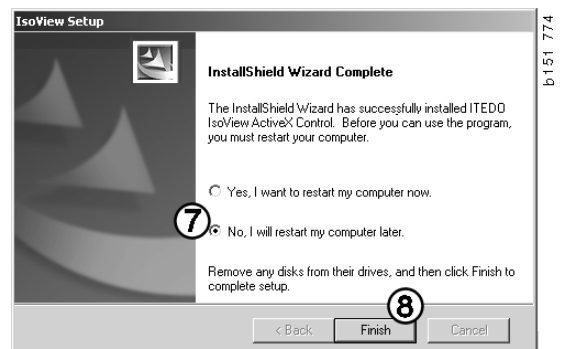 IsoView Setup
InstallShield Wizard Complete
The InstallShield Wizard has successfully installed ITEDO
IsoView ActiveX Control. Before you can use the program,
you must restart your computer.
Yes, I want to restart my computer now.
7
No, I will restart my computer later.
Remove any disks from their drives, and then click Finish to
complete setup.
8
< Back
Finish
Cancel
b151 774